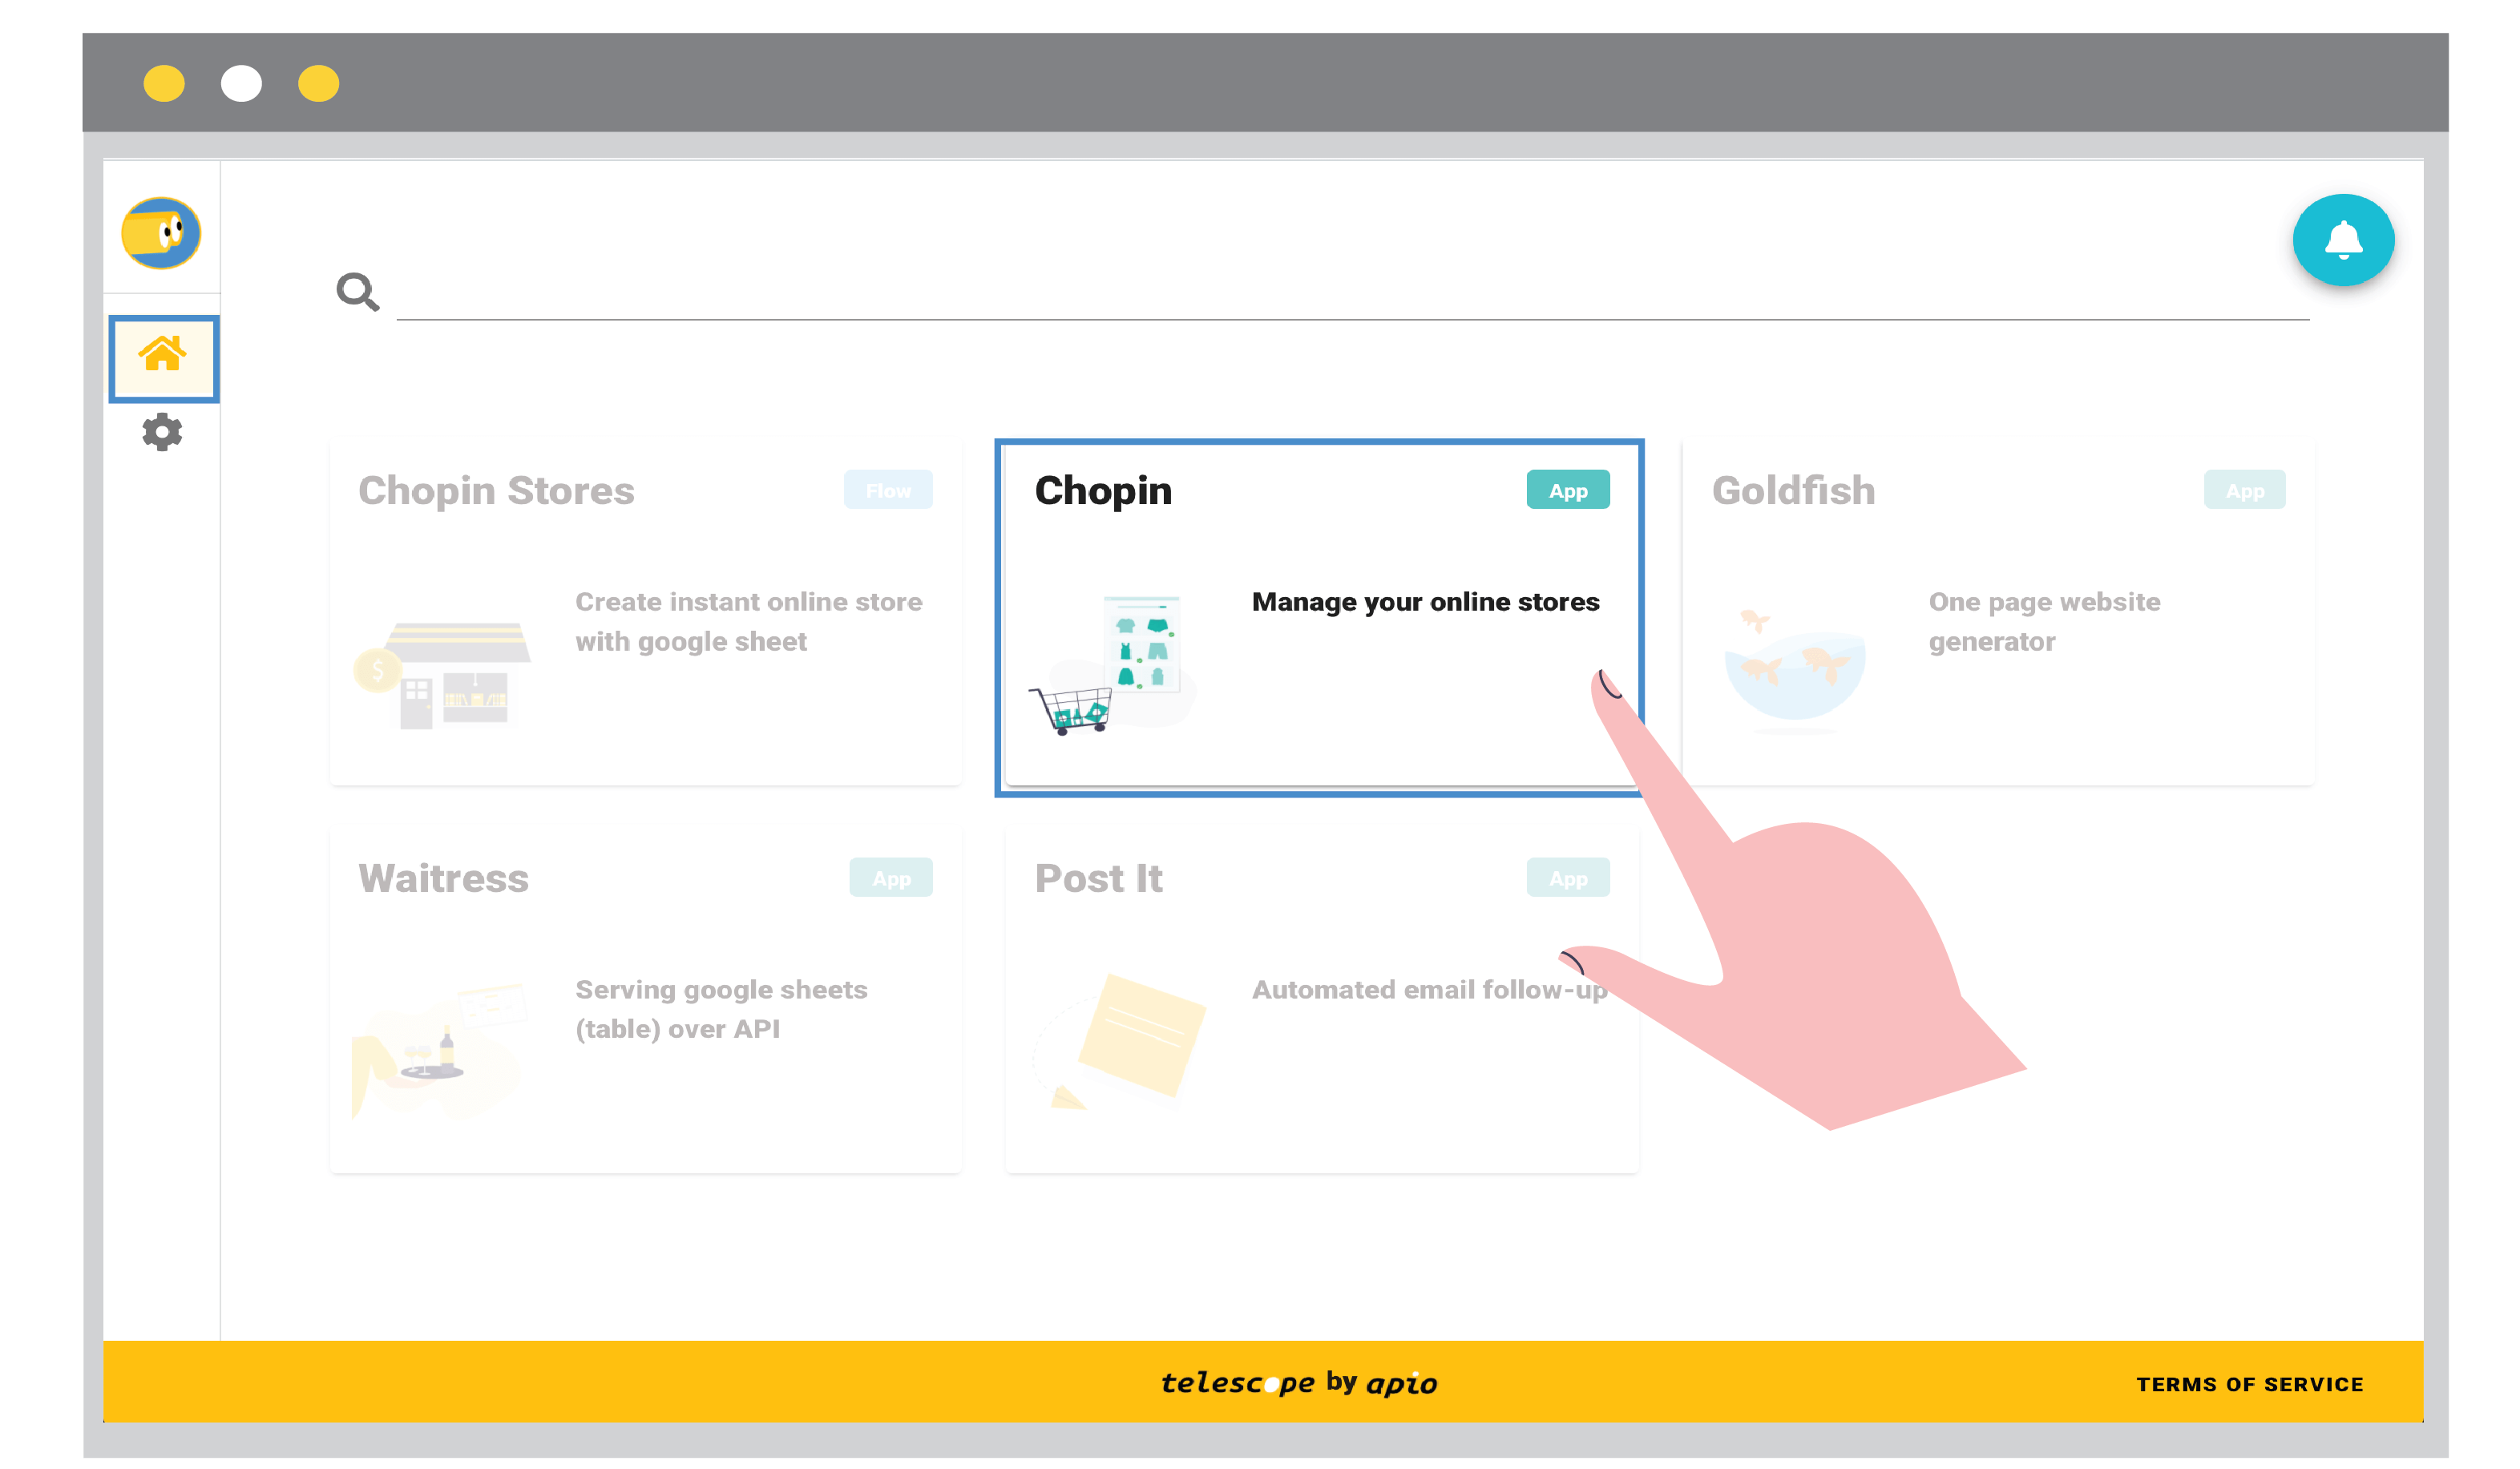 Chopin Stores
Flow
Create instant online store
with google sheet
Chopin
App
Manage your online stores
Goldfish
App
One page website
generator
Waitress
App
Serving google sheets
(table) over API
Post It
App
Automated email follow-up
telescope by apio
TERMS OF SERVICE